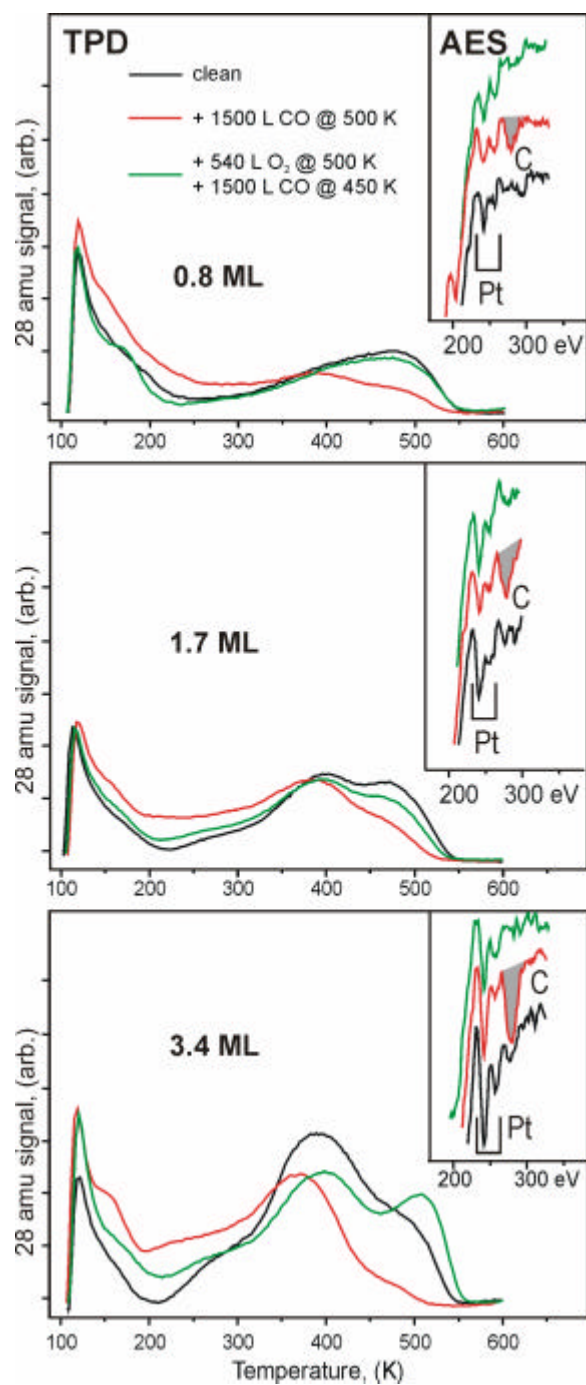 TPD
AES
clean
+ 1500 L CO @ 500 K
+ 540 L O₂ @ 500 K
+ 1500 L CO @ 450 K
C
Pt
0.8 ML
200 300 eV
28 amu signal, (arb.)
100 200 300 400 500 600
C
Pt
1.7 ML
200 300 eV
28 amu signal, (arb.)
100 200 300 400 500 600
C
Pt
3.4 ML
200 300 eV
28 amu signal, (arb.)
100 200 300 400 500 600
Temperature, (K)